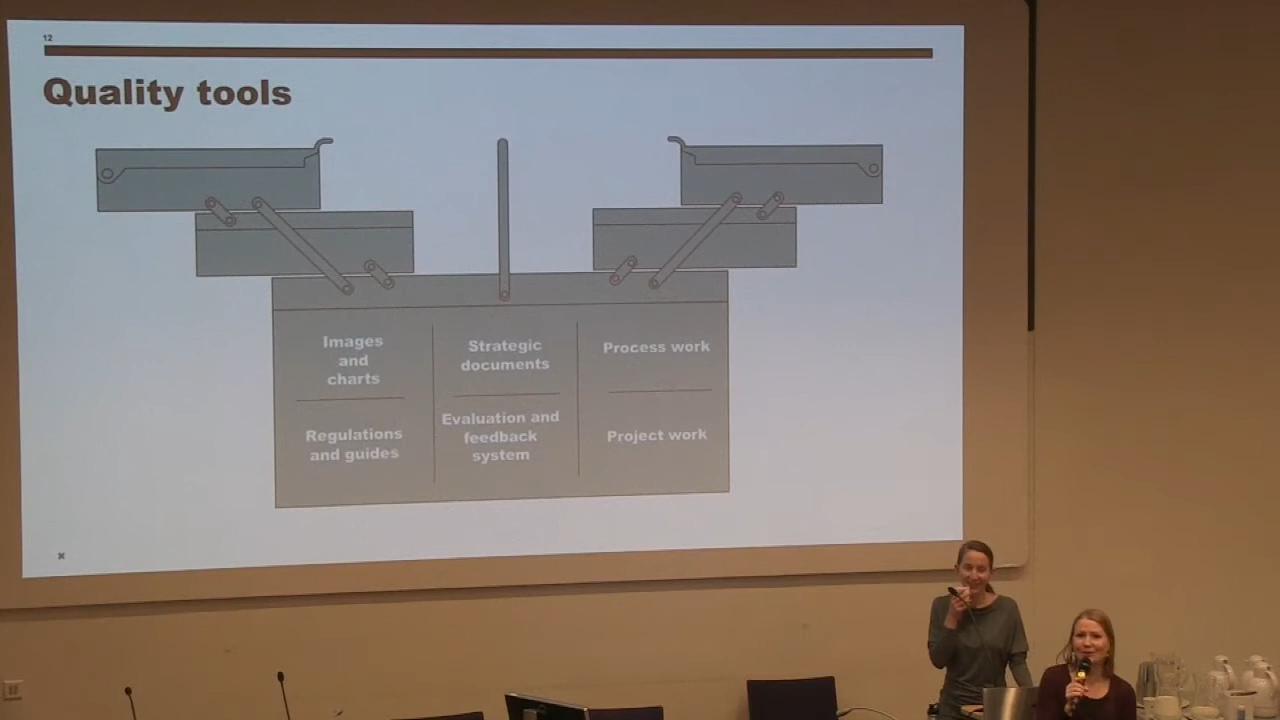 12
Quality tools
Images
and
charts
Strategic
documents
Process work
Regulations
and guides
Evaluation and
feedback
system
Project work